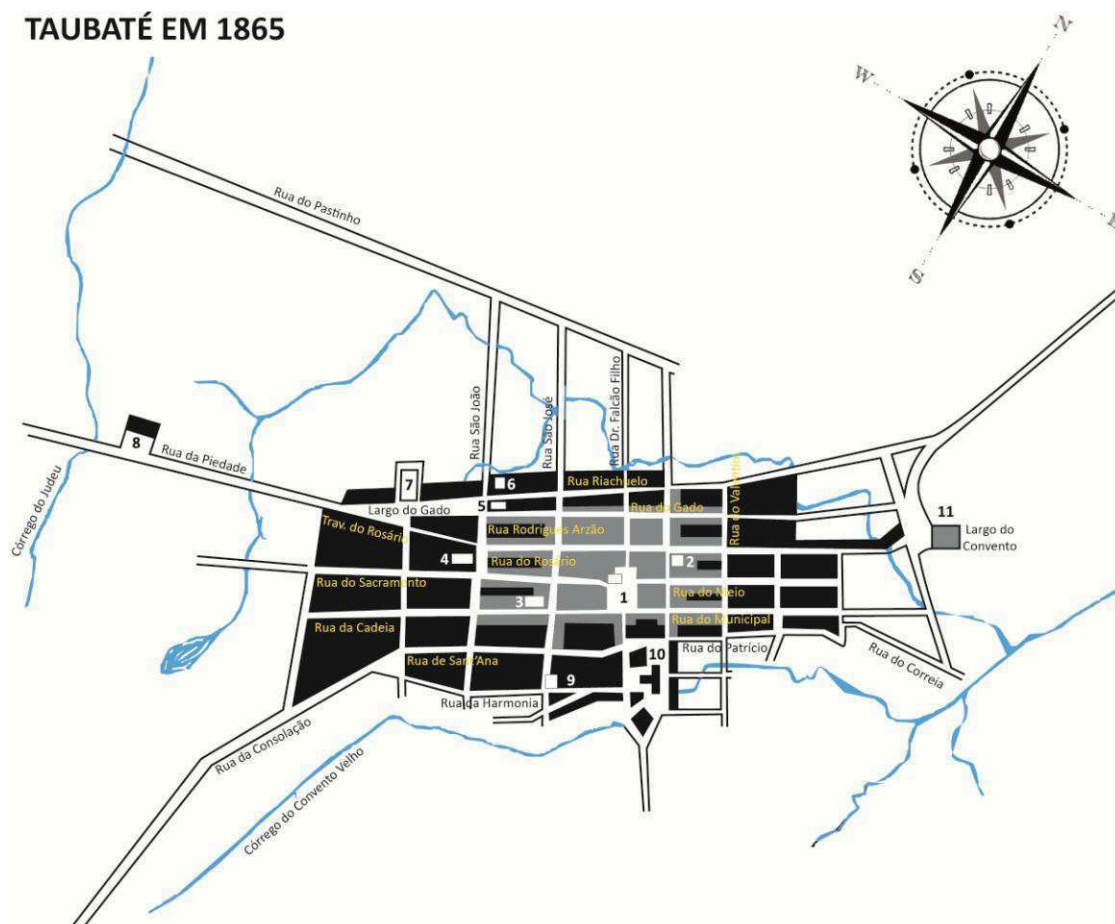 TAUBATÉ EM 1865
N
W
E
S
Rua do Pastinho
Rua São João
Rua São José
Rua Dr. Falcão Filho
Córrego do Judeu
8
Rua da Piedade
7
6
Rua Riachuelo
Rua do Valentim
5
Largo do Gado
Rua do Gado
11
Largo do
Convento
Trav. do Rosário
Rua Rodrigues Arzão
4
Rua do Rosário
2
Rua do Sacramento
3
1
Rua do Meio
Rua da Cadeia
Rua do Municipal
Rua do Patrício
Rua do Correia
Rua de Sant'Ana
10
9
Rua da Harmonia
Rua da Consolação
Córrego do Convento Velho